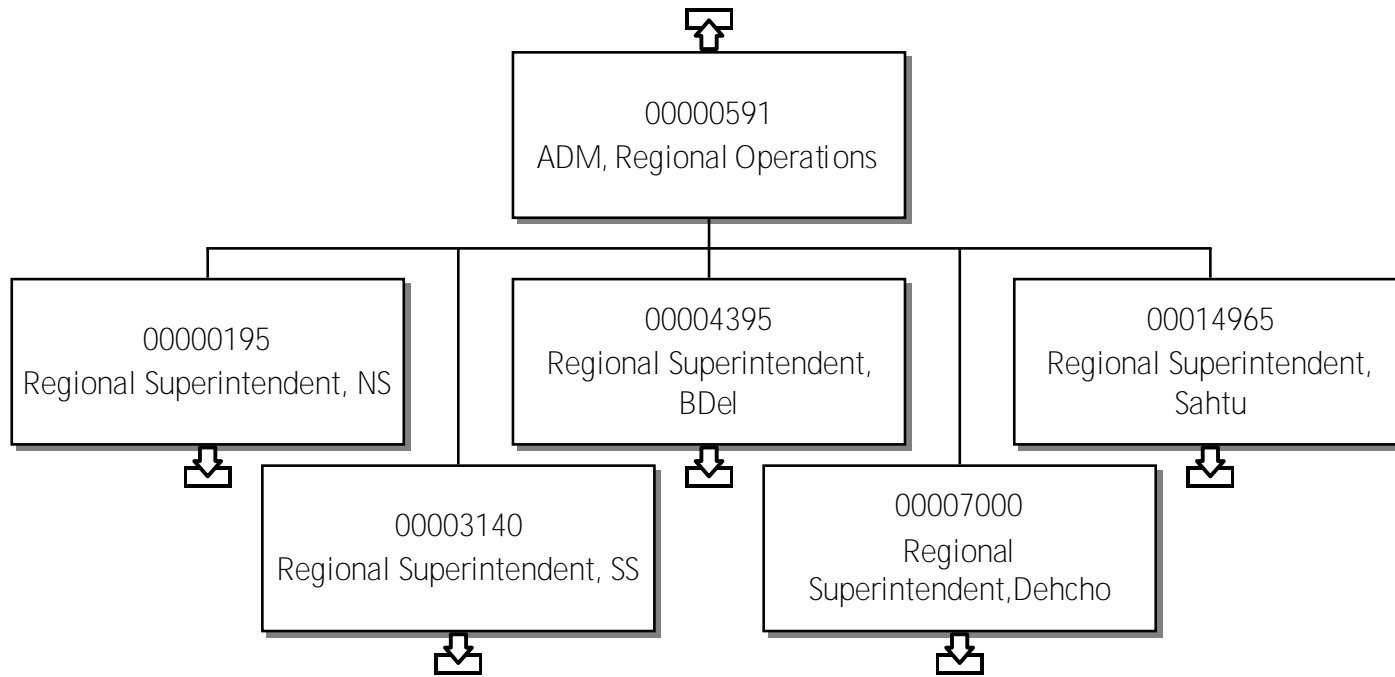 00000591
ADM, Regional Operations
00000195
Regional Superintendent, NS
00004395
Regional Superintendent,
BDel
00014965
Regional Superintendent,
Sahtu
00003140
Regional Superintendent, SS
00007000
Regional
Superintendent,Dehcho